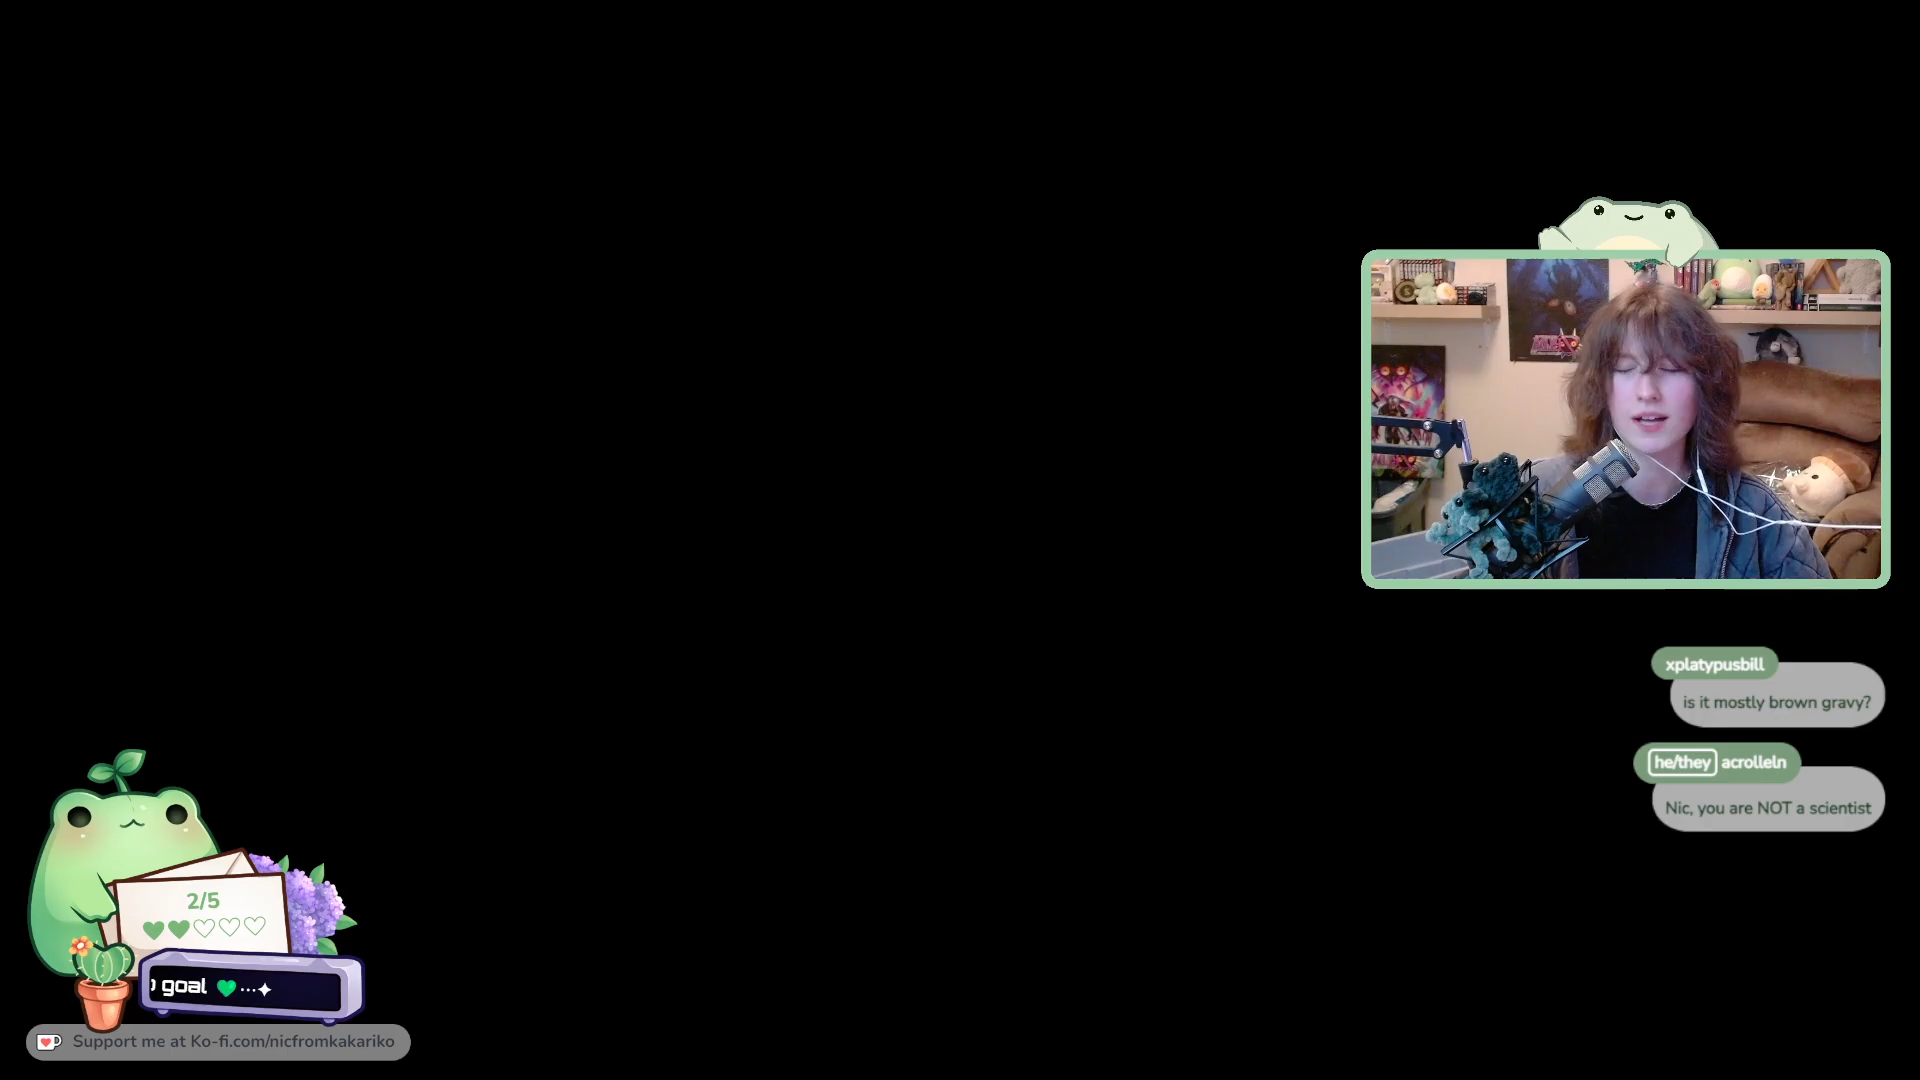 xplatypusbill
is it mostly brown gravy?
he/they acrolleln
Nic, you are NOT a scientist
2/5
goal
Support me at Ko-fi.com/nicfromkakariko